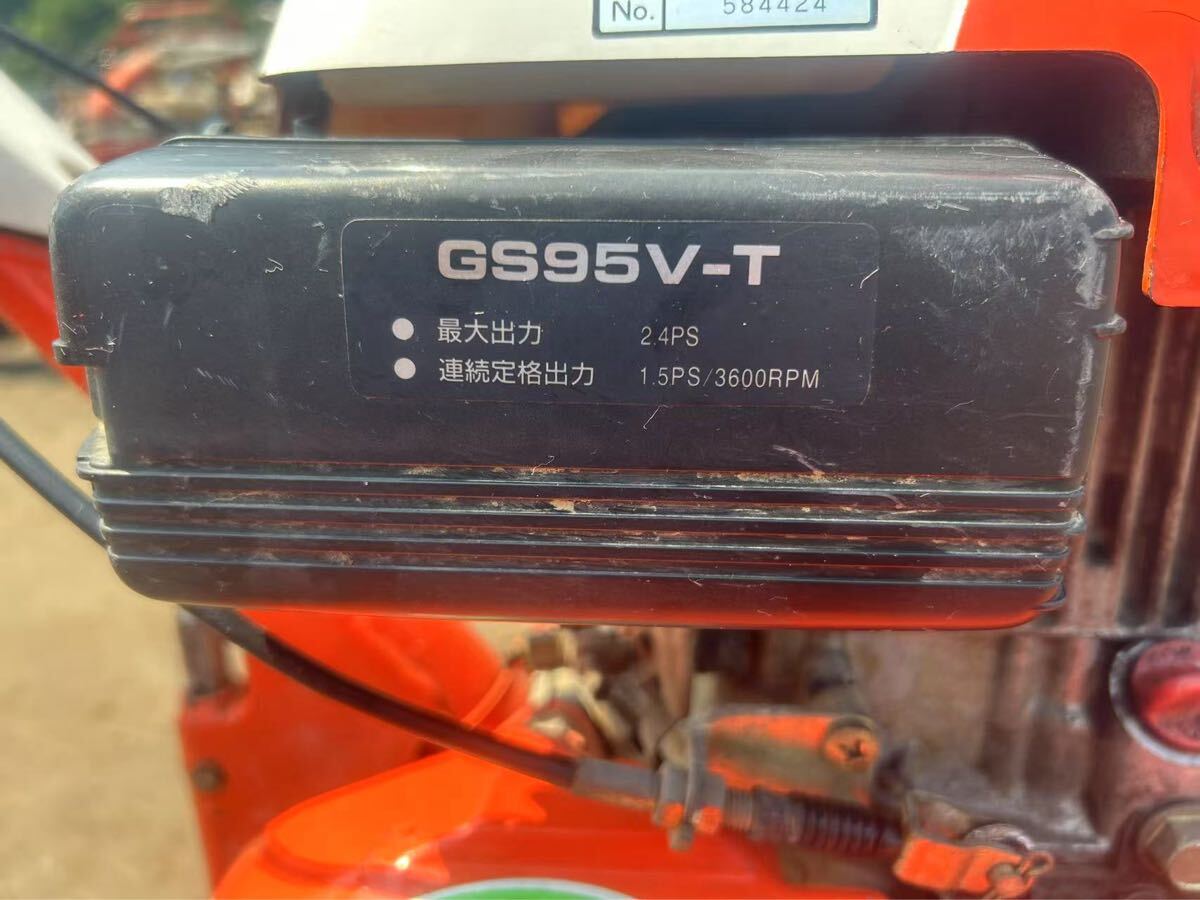 No. 584424
GS95V-T
● 最大出力 2.4PS
● 連続定格出力 1.5PS/3600RPM